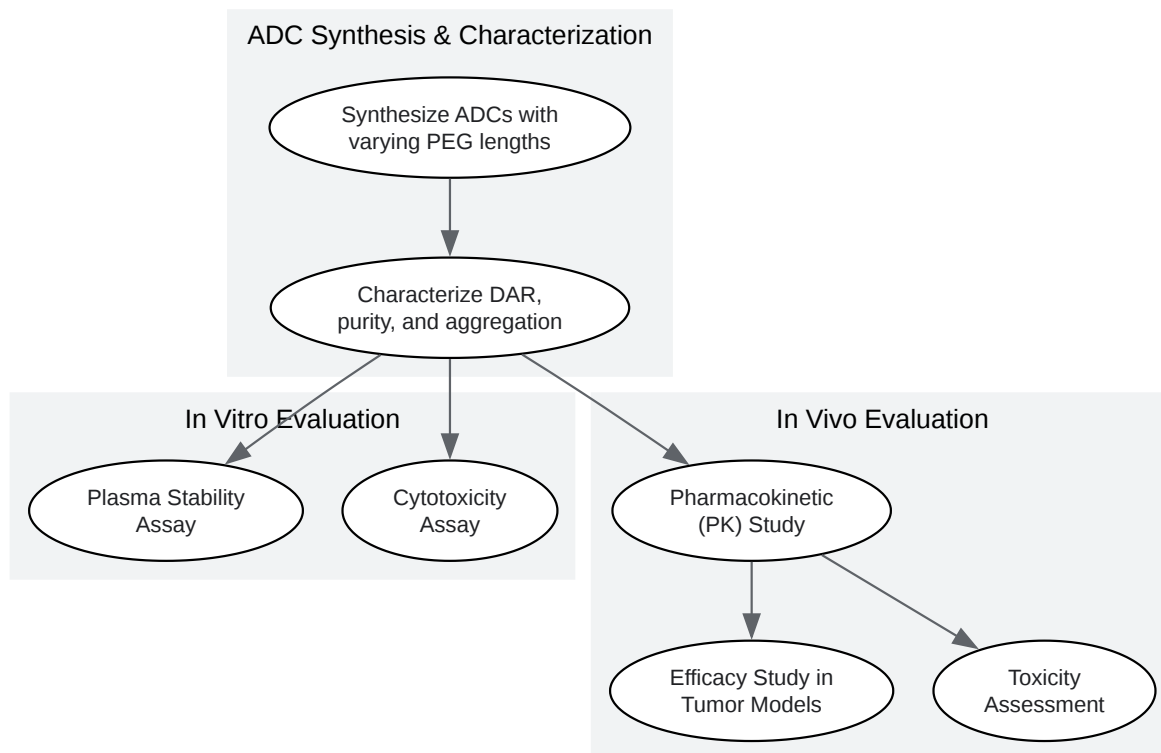 ADC Synthesis & Characterization
Synthesize ADCs with
varying PEG lengths
Characterize DAR,
purity, and aggregation
In Vitro Evaluation
Plasma Stability
Assay
Cytotoxicity
Assay
In Vivo Evaluation
Pharmacokinetic
(PK) Study
Efficacy Study in
Tumor Models
Toxicity
Assessment